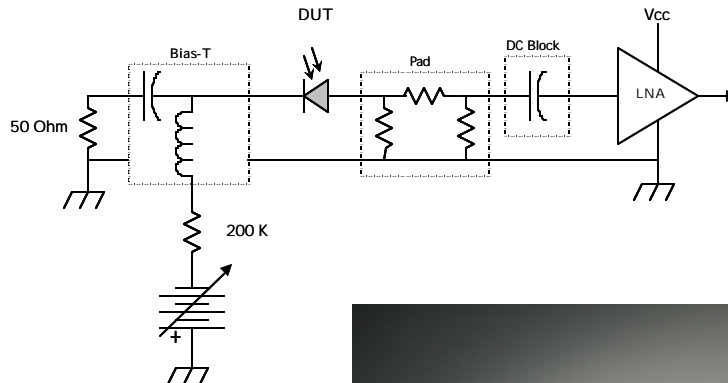 DUT
Vcc
Bias-T
DC Block
Pad
LNA
50 Ohm
200 K
+